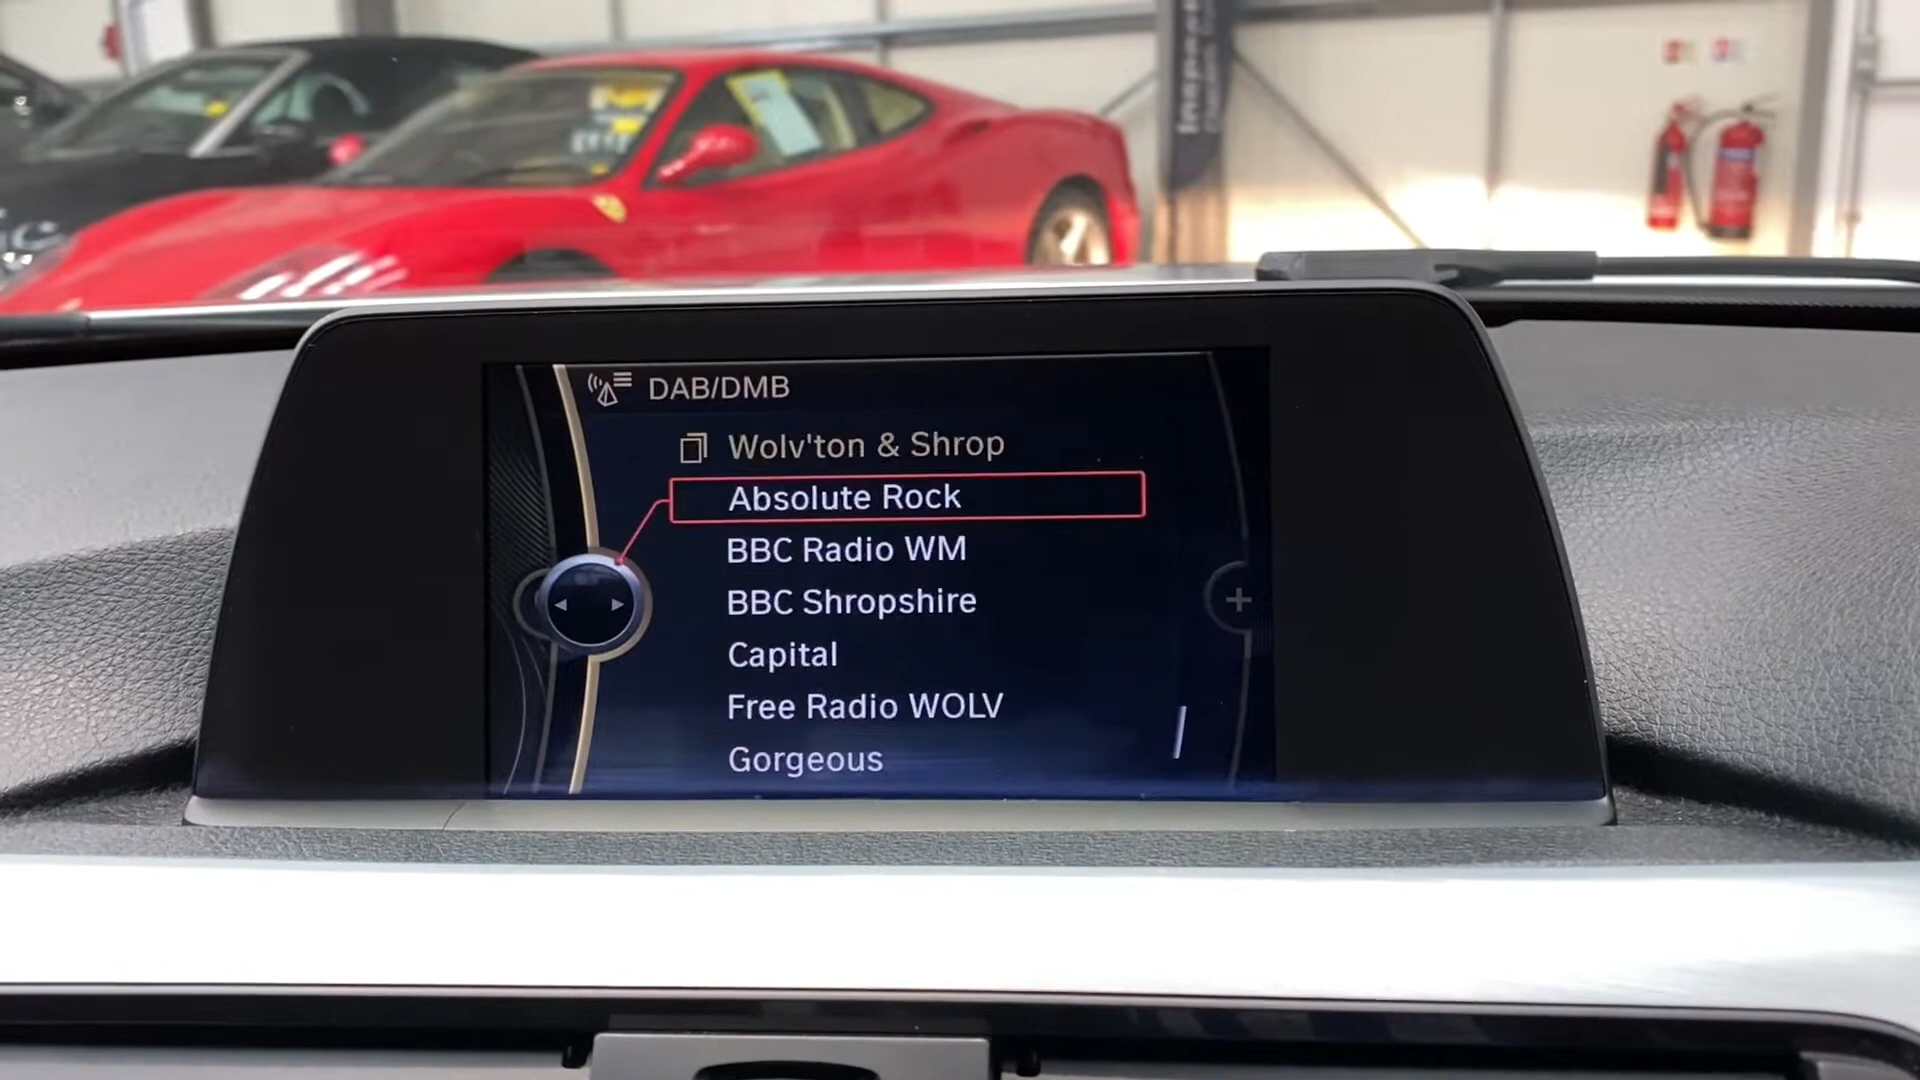 DAB/DMB
Wolv'ton & Shrop
Absolute Rock
BBC Radio WM
BBC Shropshire
Capital
Free Radio WOLV
Gorgeous